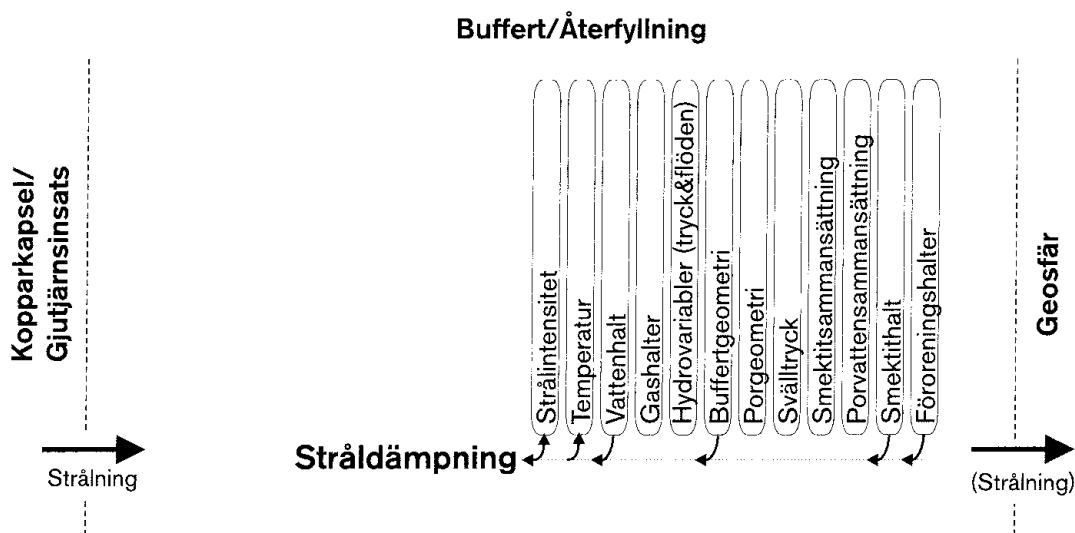 Buffert/Återfyllning
Kopparkapsel/
Gjutjärnsinsats
Strålintensitet
Temperatur
Vattenhalt
Gashalter
Hydrovariabler (tryck&flöden)
Buffertgeometri
Porgeometri
Svälltryck
Smektitsammansättning
Porvattensammansättning
Smektithalt
Föroreningshalter
Geosfär
Stråldämpning
Strålning
(Strålning)